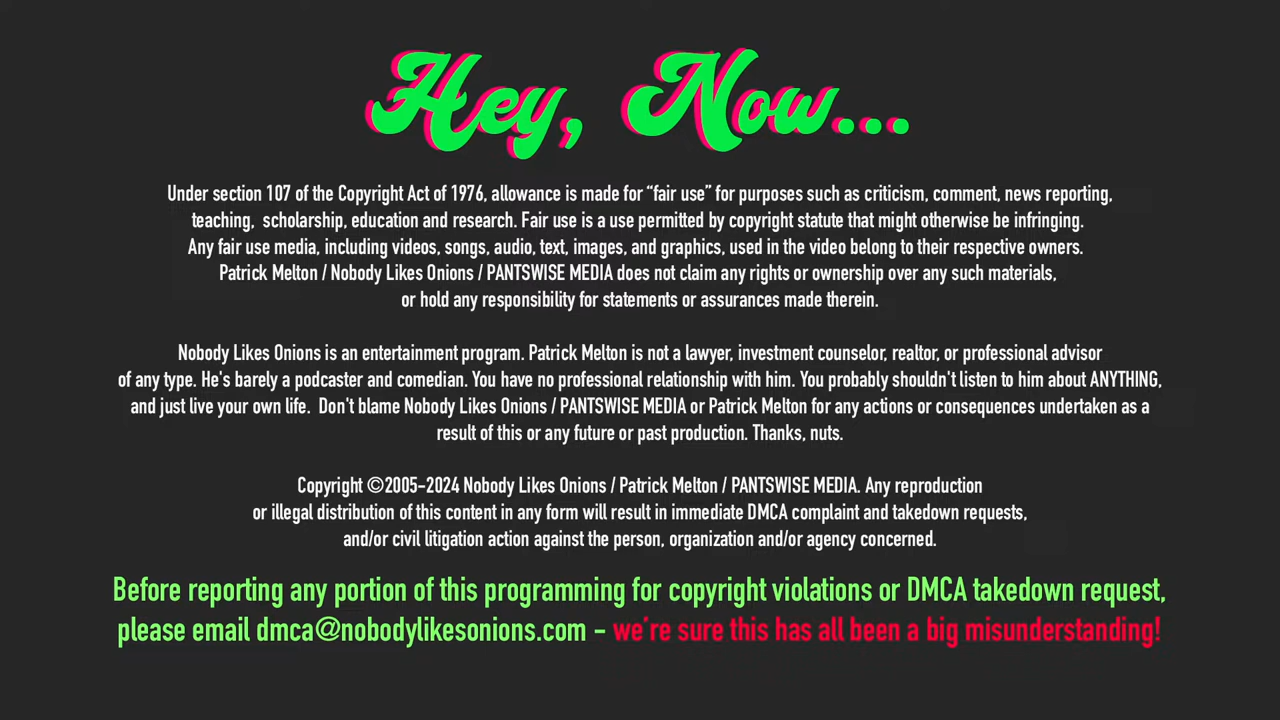 Hey, Now...
Under section 107 of the Copyright Act of 1976, allowance is made for “fair use” for purposes such as criticism, comment, news reporting,
teaching,  scholarship, education and research. Fair use is a use permitted by copyright statute that might otherwise be infringing.
Any fair use media, including videos, songs, audio, text, images, and graphics, used in the video belong to their respective owners.
Patrick Melton / Nobody Likes Onions / PANTSWISE MEDIA does not claim any rights or ownership over any such materials,
or hold any responsibility for statements or assurances made therein.
Nobody Likes Onions is an entertainment program. Patrick Melton is not a lawyer, investment counselor, realtor, or professional advisor
of any type. He's barely a podcaster and comedian. You have no professional relationship with him. You probably shouldn't listen to him about ANYTHING,
and just live your own life.  Don't blame Nobody Likes Onions / PANTSWISE MEDIA or Patrick Melton for any actions or consequences undertaken as a
result of this or any future or past production. Thanks, nuts.
Copyright ©2005-2024 Nobody Likes Onions / Patrick Melton / PANTSWISE MEDIA. Any reproduction
or illegal distribution of this content in any form will result in immediate DMCA complaint and takedown requests,
and/or civil litigation action against the person, organization and/or agency concerned.
Before reporting any portion of this programming for copyright violations or DMCA takedown request,
please email dmca@nobodylikesonions.com - we're sure this has all been a big misunderstanding!